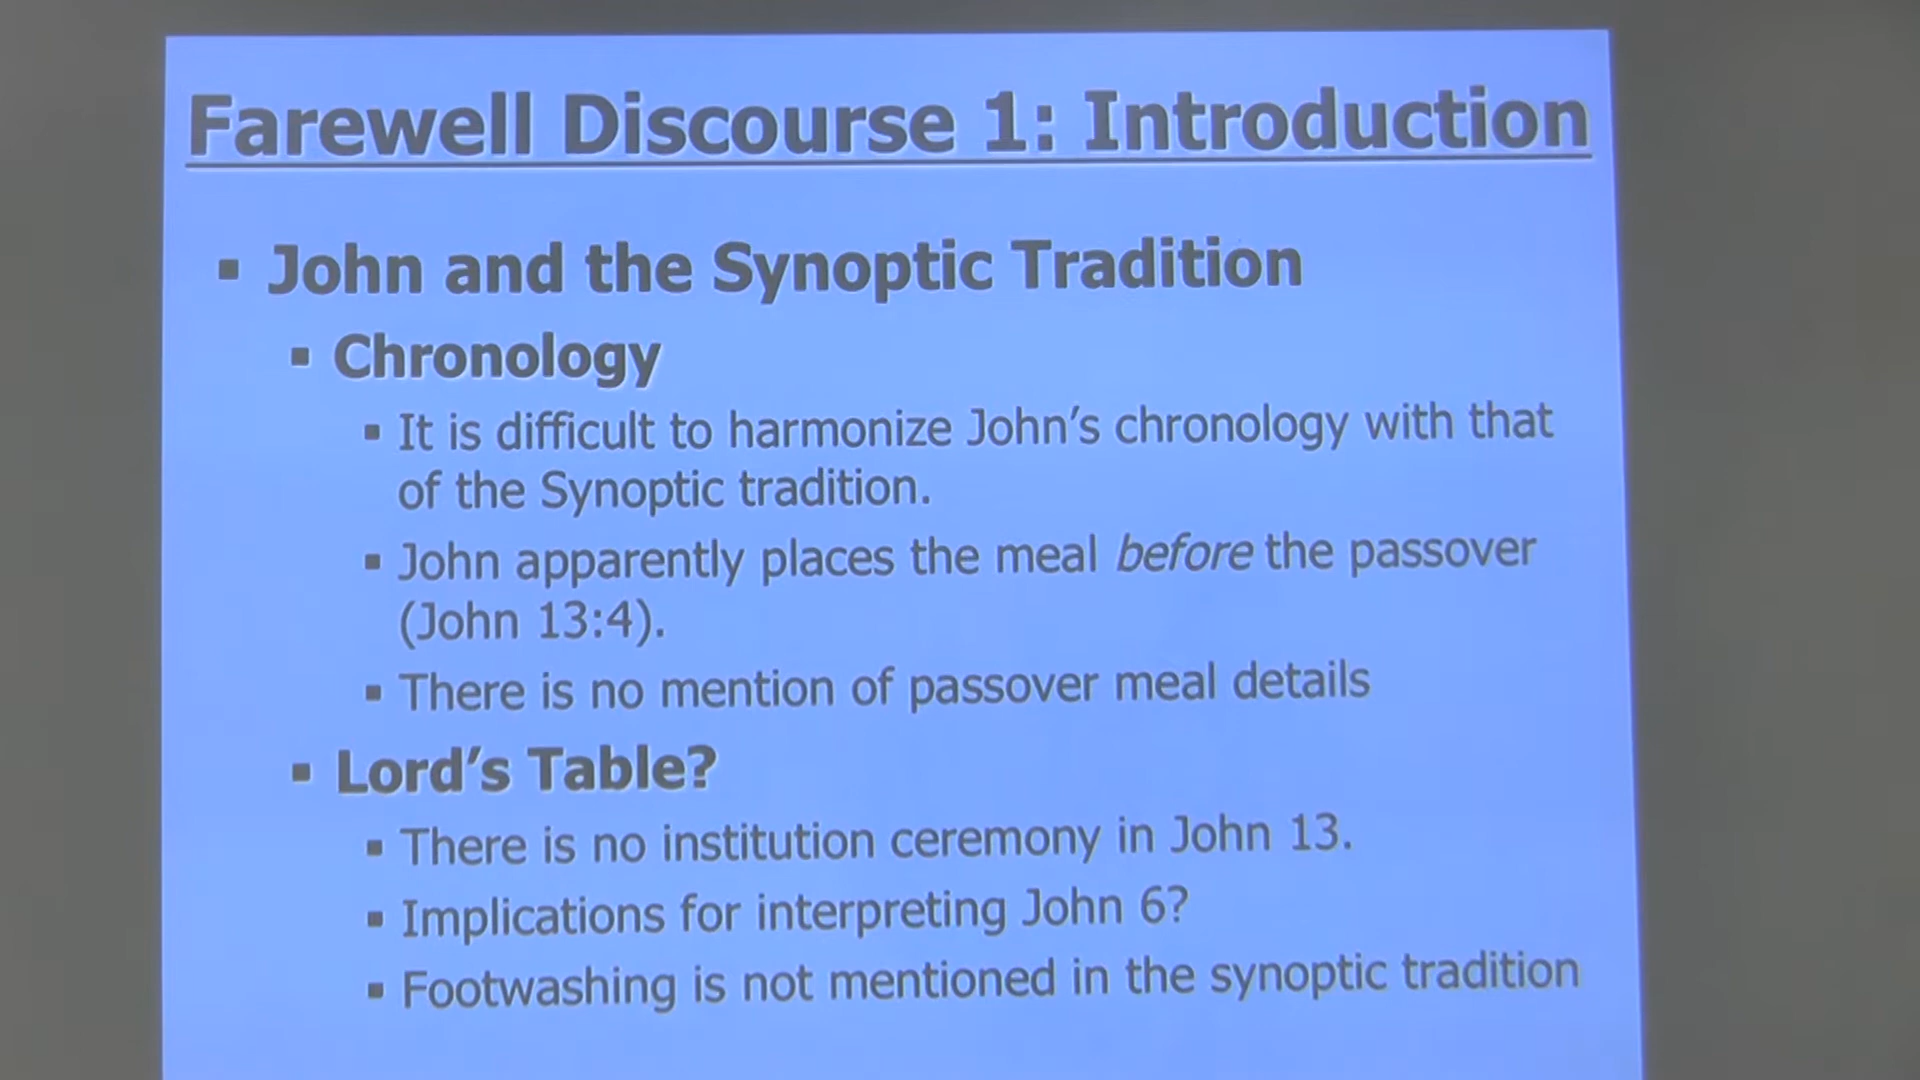 Farewell Discourse 1: Introduction
▪ John and the Synoptic Tradition
▪ Chronology
▪ It is difficult to harmonize John's chronology with that
of the Synoptic tradition.
▪ John apparently places the meal before the passover
(John 13:4).
▪ There is no mention of passover meal details
▪ Lord's Table?
▪ There is no institution ceremony in John 13.
▪ Implications for interpreting John 6?
▪ Footwashing is not mentioned in the synoptic tradition